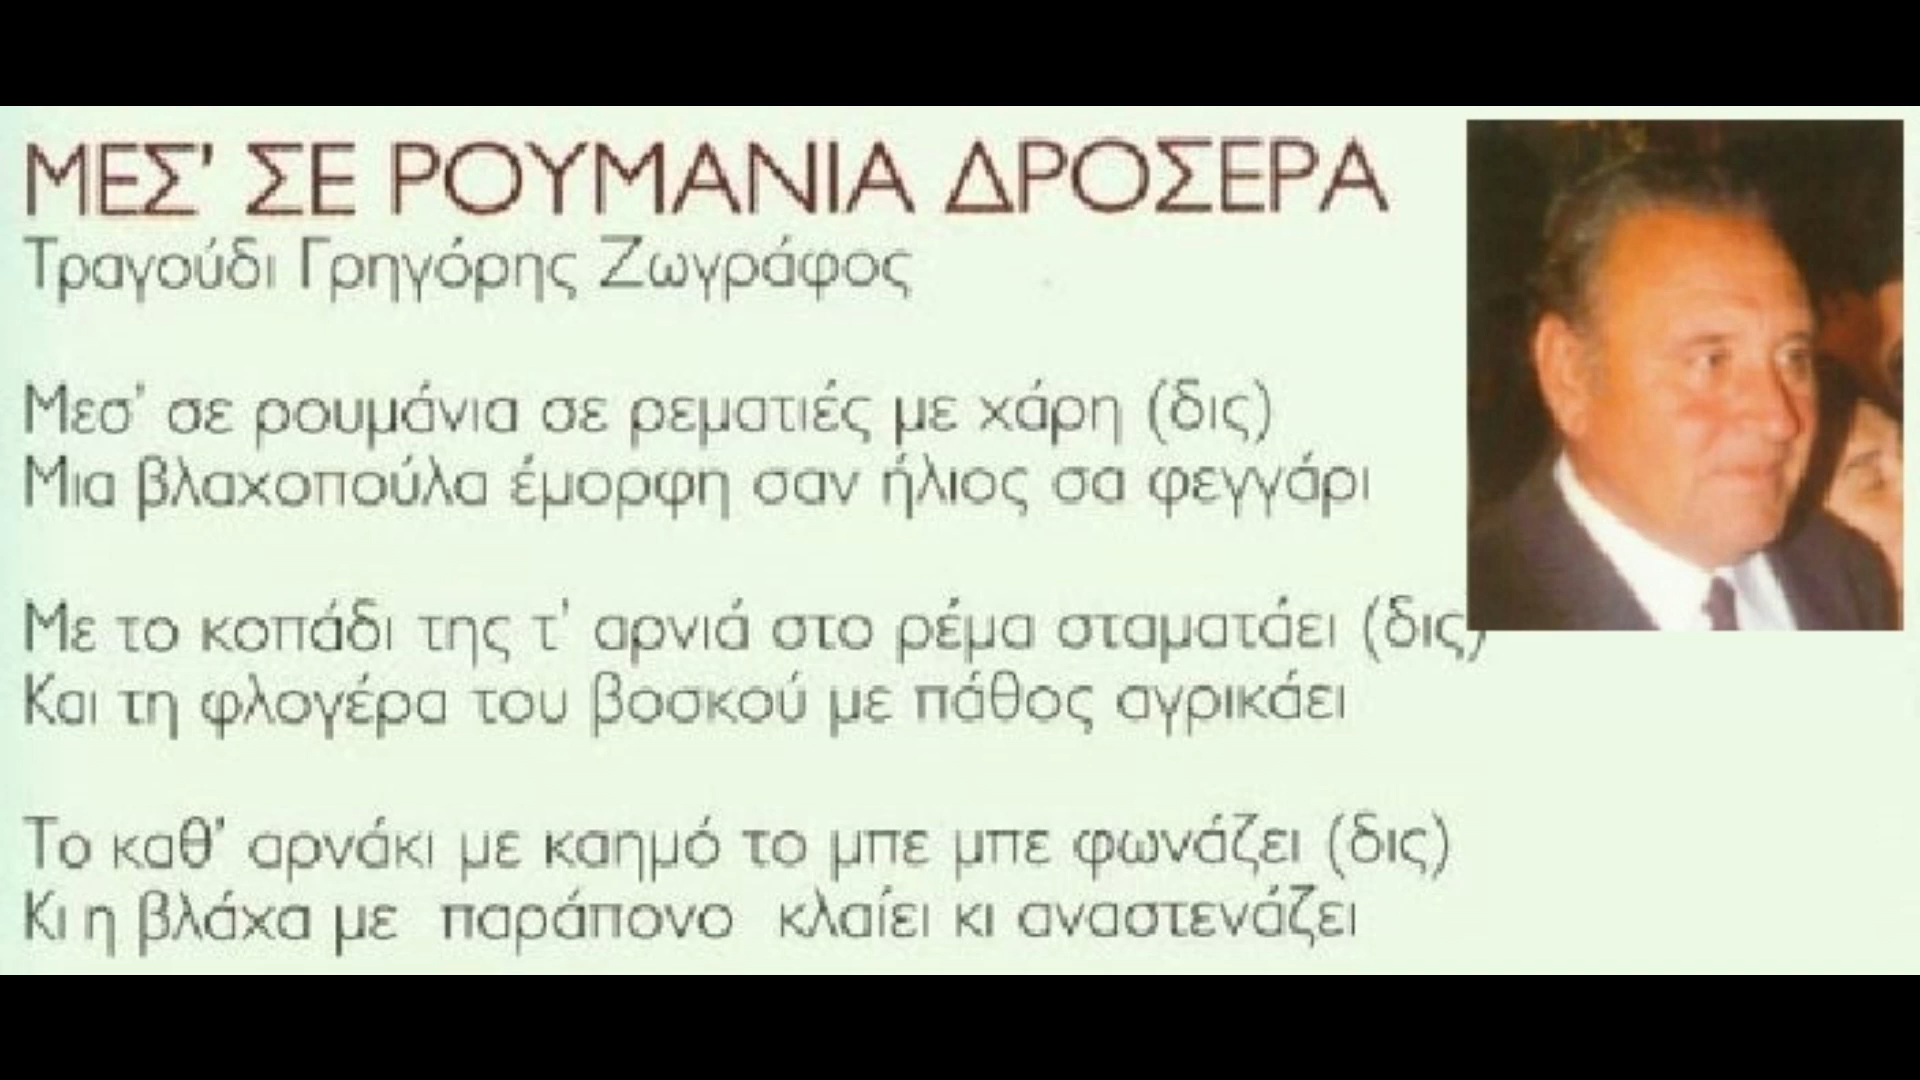 ΜΕΣ' ΣΕ ΡΟΥΜΑΝΙΑ ΔΡΟΣΕΡΑ
Τραγούδι Γρηγόρης Ζωγράφος
Μεσ' σε ρουμάνια σε ρεματιές με χάρη (δις)
Μια βλαχοπούλα έμορφη σαν ήλιος σα φεγγάρι
Με το κοπάδι της τ' αρνιά στο ρέμα σταματάει (δις)
Και τη φλογέρα του βοσκού με πάθος αγρικάει
Το καθ' αρνάκι με καημό το μπε μπε φωνάζει (δις)
Κι η βλάχα με παράπονο κλαίει κι αναστενάζει